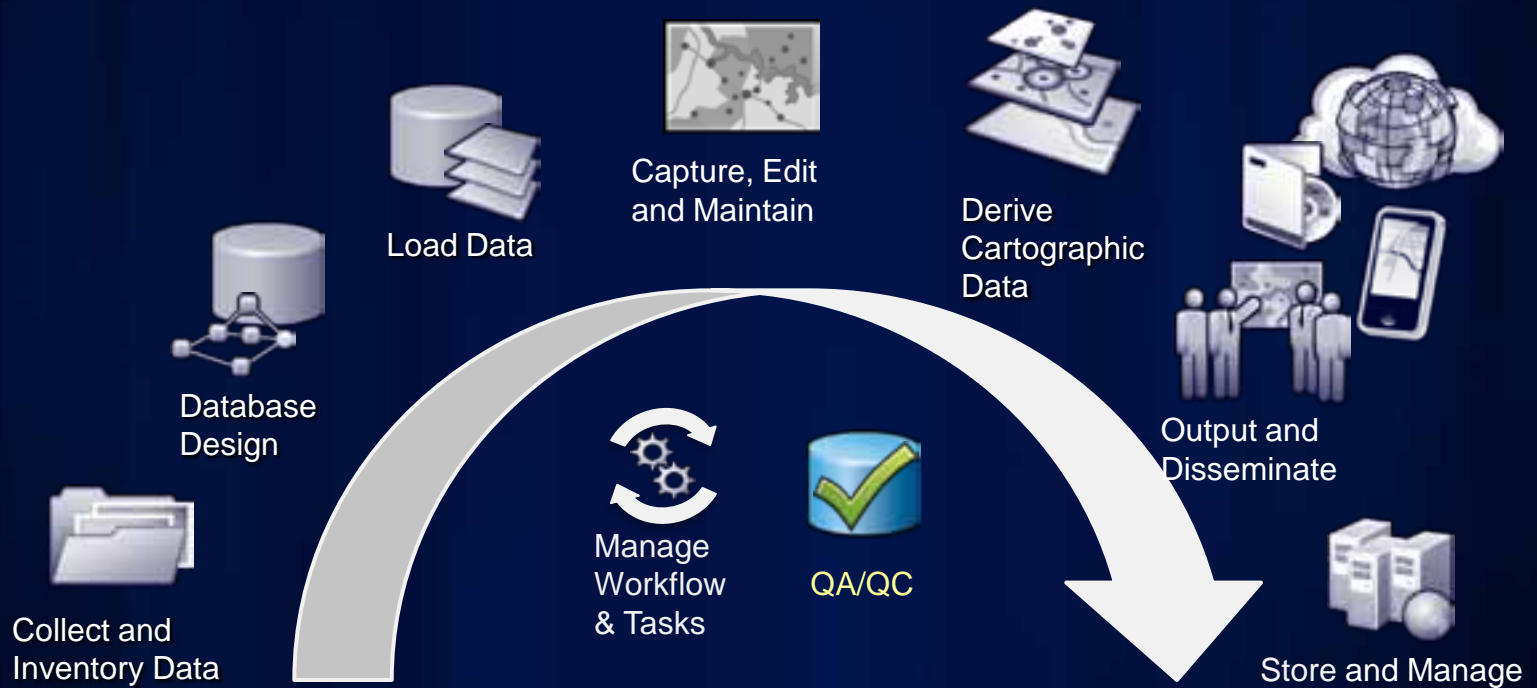 Collect and
Inventory Data
Database
Design
Load Data
Capture, Edit
and Maintain
Derive
Cartographic
Data
Output and
Disseminate
Store and Manage
Manage
Workflow
& Tasks
QA/QC